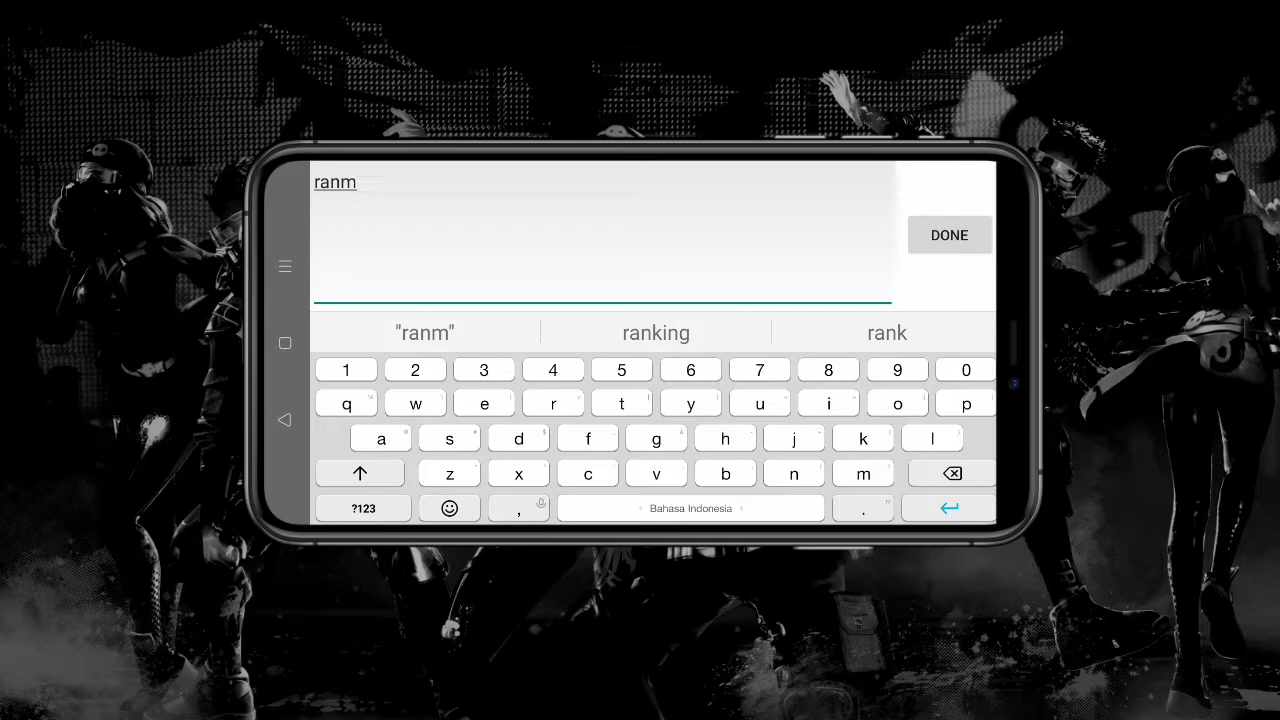 ranm
DONE
"ranm" ranking rank
1 2 3 4 5 6 7 8 9 0
q w e r t y u i o p
a s d f g h j k l
z x c v b n m
?123 , Bahasa Indonesia .